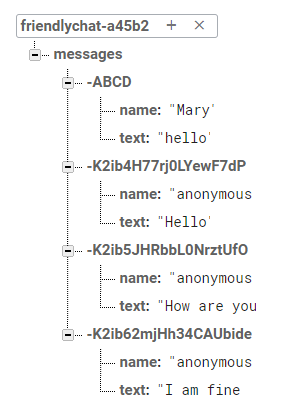 friendlychat-a45b2 + ×
messages
-ABCD
name: "Mary'
text: "hello'
-K2ib4H77rj0LYewF7dP
name: "anonymous
text: "Hello'
-K2ib5JHRbbL0NrztUfO
name: "anonymous
text: "How are you
-K2ib62mjHh34CAUbide
name: "anonymous
text: "I am fine